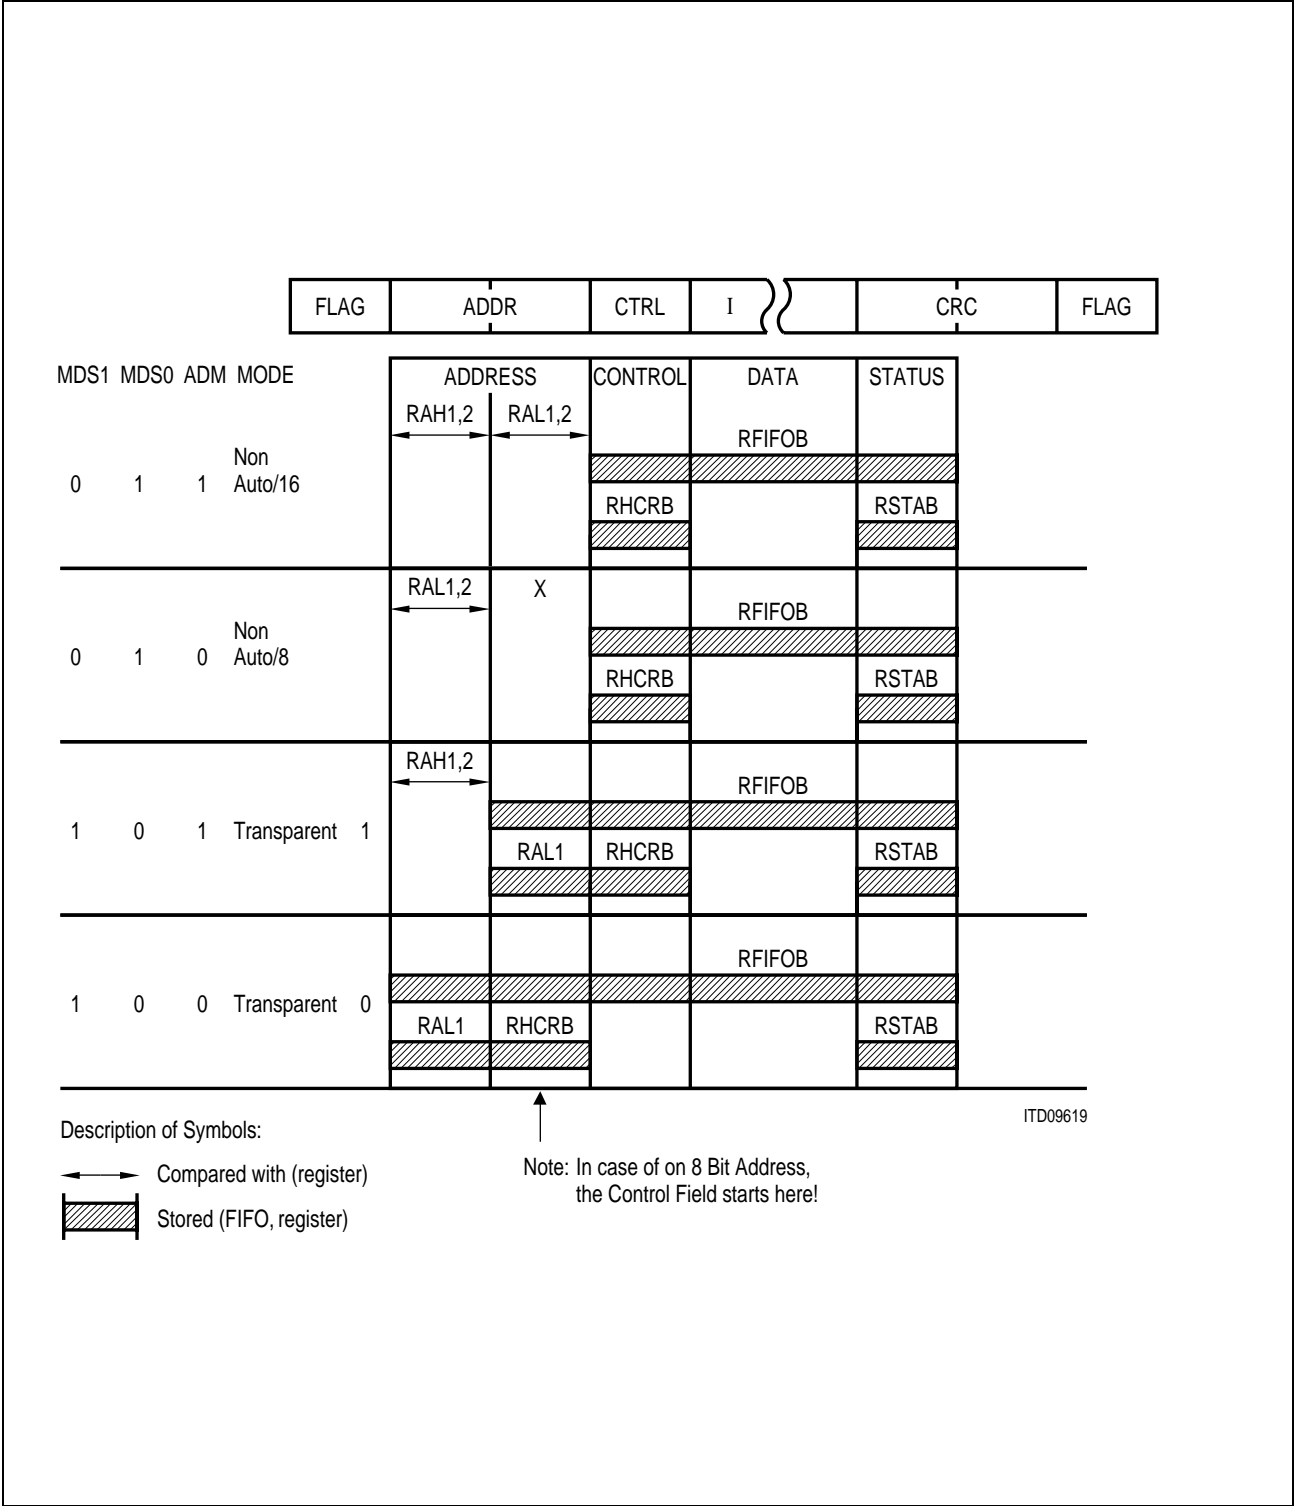 FLAG ADDR CTRL I CRC FLAG
MDS1 MDS0 ADM MODE ADDRESS CONTROL DATA STATUS
RAH1,2 RAL1,2
RFIFOB
Non
0 1 1 Auto/16
RHCRB RSTAB
RAL1,2 X
RFIFOB
Non
0 1 0 Auto/8
RHCRB RSTAB
RAH1,2
RFIFOB
1 0 1 Transparent 1
RAL1 RHCRB RSTAB
RFIFOB
1 0 0 Transparent 0
RAL1 RHCRB RSTAB
ITD09619
Description of Symbols:
Compared with (register)
Stored (FIFO, register)
Note: In case of on 8 Bit Address,
the Control Field starts here!